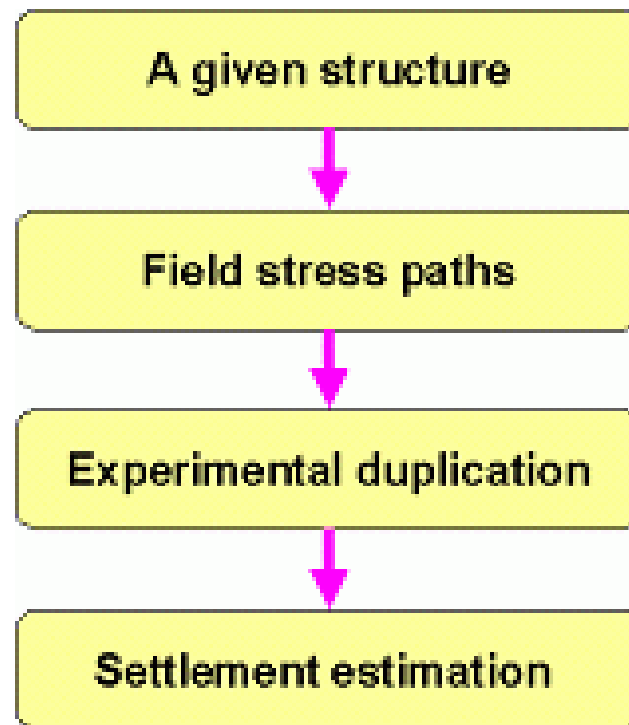 A given structure
Field stress paths
Experimental duplication
Settlement estimation